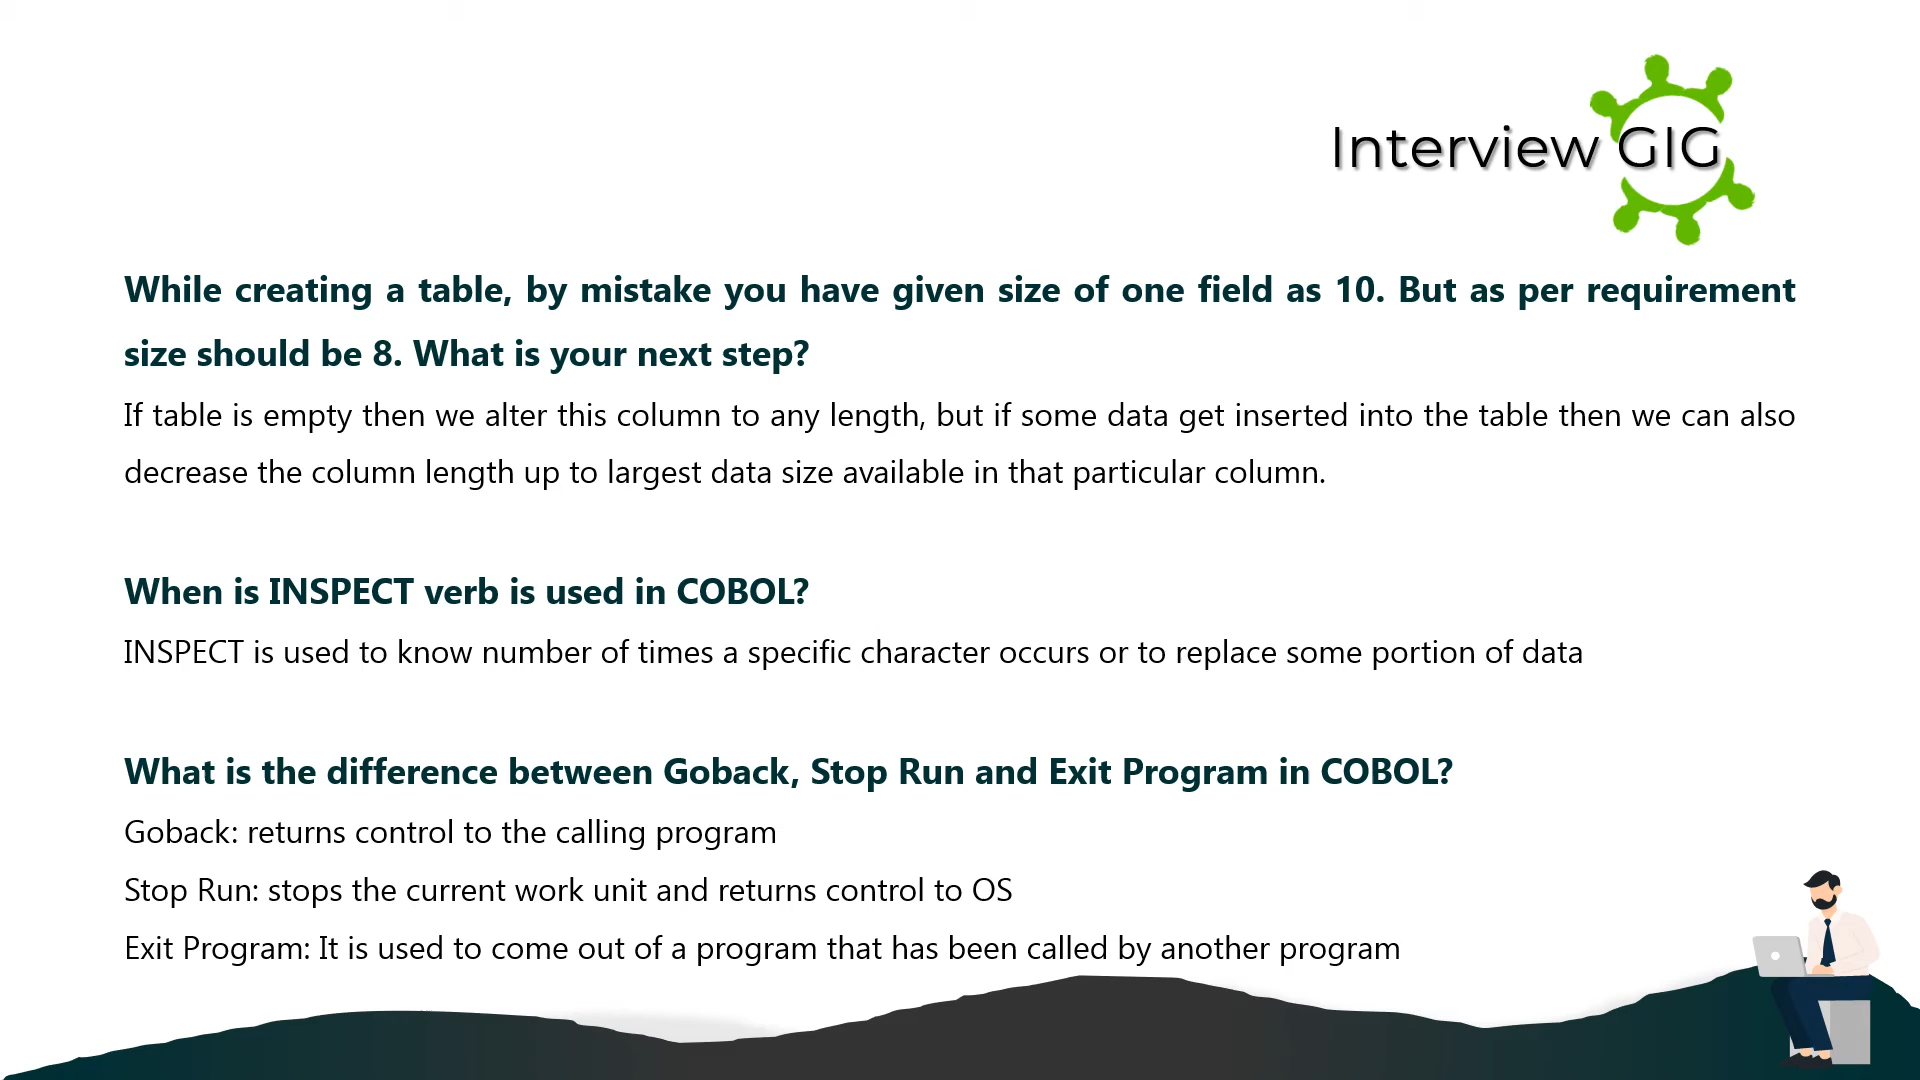 Interview GIG
While creating a table, by mistake you have given size of one field as 10. But as per requirement
size should be 8. What is your next step?
If table is empty then we alter this column to any length, but if some data get inserted into the table then we can also
decrease the column length up to largest data size available in that particular column.
When is INSPECT verb is used in COBOL?
INSPECT is used to know number of times a specific character occurs or to replace some portion of data
What is the difference between Goback, Stop Run and Exit Program in COBOL?
Goback: returns control to the calling program
Stop Run: stops the current work unit and returns control to OS
Exit Program: It is used to come out of a program that has been called by another program